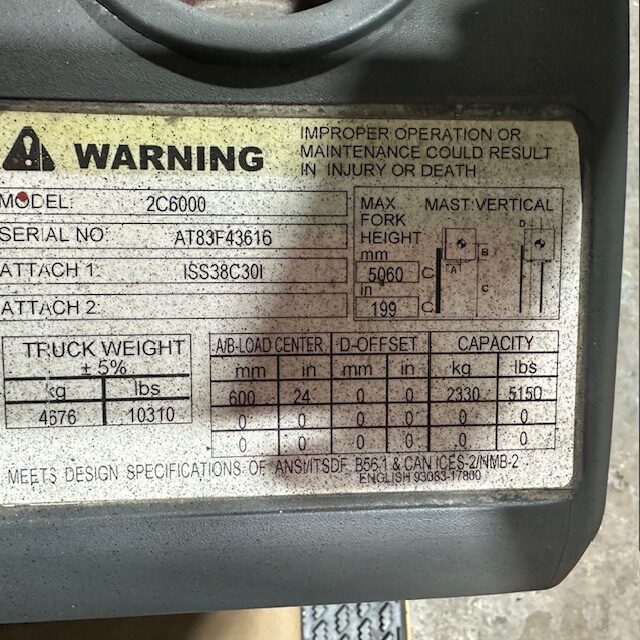 WARNING
IMPROPER OPERATION OR
MAINTENANCE COULD RESULT
IN INJURY OR DEATH
MODEL: 2C6000
SERIAL NO AT83F43616
ATTACH 1: ISS38C30I
ATTACH 2:
MAX
FORK
HEIGHT
mm
5060 C
in
199 C
MAST:VERTICAL
D
B
A
C
TRUCK WEIGHT
± 5%
kg lbs
4676 10310
A/B-LOAD CENTER D-OFFSET CAPACITY
mm in mm in kg lbs
600 24 0 0 2330 5150
0 0 0 0 0 0
0 0 0 0 0 0
MEETS DESIGN SPECIFICATIONS OF ANSI/ITSDF B56.1 & CAN ICES-2/NMB-2
ENGLISH 93083-17800